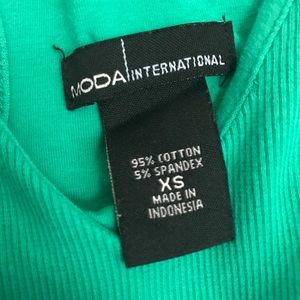 MODA INTERNATIONAL
95% COTTON
5% SPANDEX
XS
MADE IN
INDONESIA